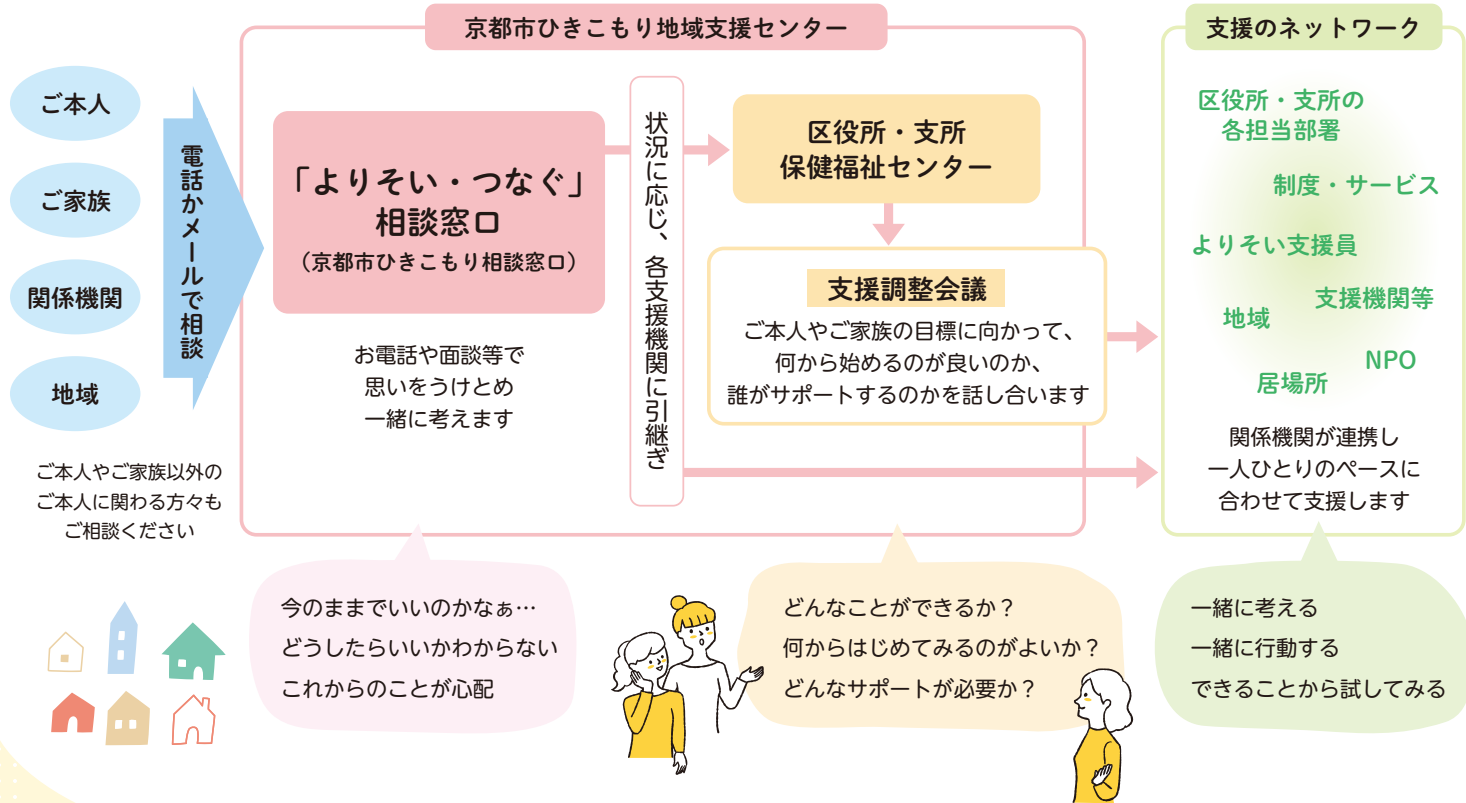 京都市ひきこもり地域支援センター
支援のネットワーク
ご本人
ご家族
関係機関
地域
ご本人やご家族以外の
ご本人に関わる方々も
ご相談ください
電話かメールで相談
「よりそい・つなぐ」
相談窓口
（京都市ひきこもり相談窓口）
お電話や面談等で
思いをうけとめ
一緒に考えます
状況に応じ、各支援機関に引継ぎ
区役所・支所
保健福祉センター
支援調整会議
ご本人やご家族の目標に向かって、
何から始めるのが良いのか、
誰がサポートするのかを話し合います
区役所・支所の
各担当部署
制度・サービス
よりそい支援員
支援機関等
地域
NPO
居場所
関係機関が連携し
一人ひとりのペースに
合わせて支援します
今のままでいいのかなぁ…
どうしたらいいかわからない
これからのことが心配
どんなことができるか？
何からはじめてみるのがよいか？
どんなサポートが必要か？
一緒に考える
一緒に行動する
できることから試してみる